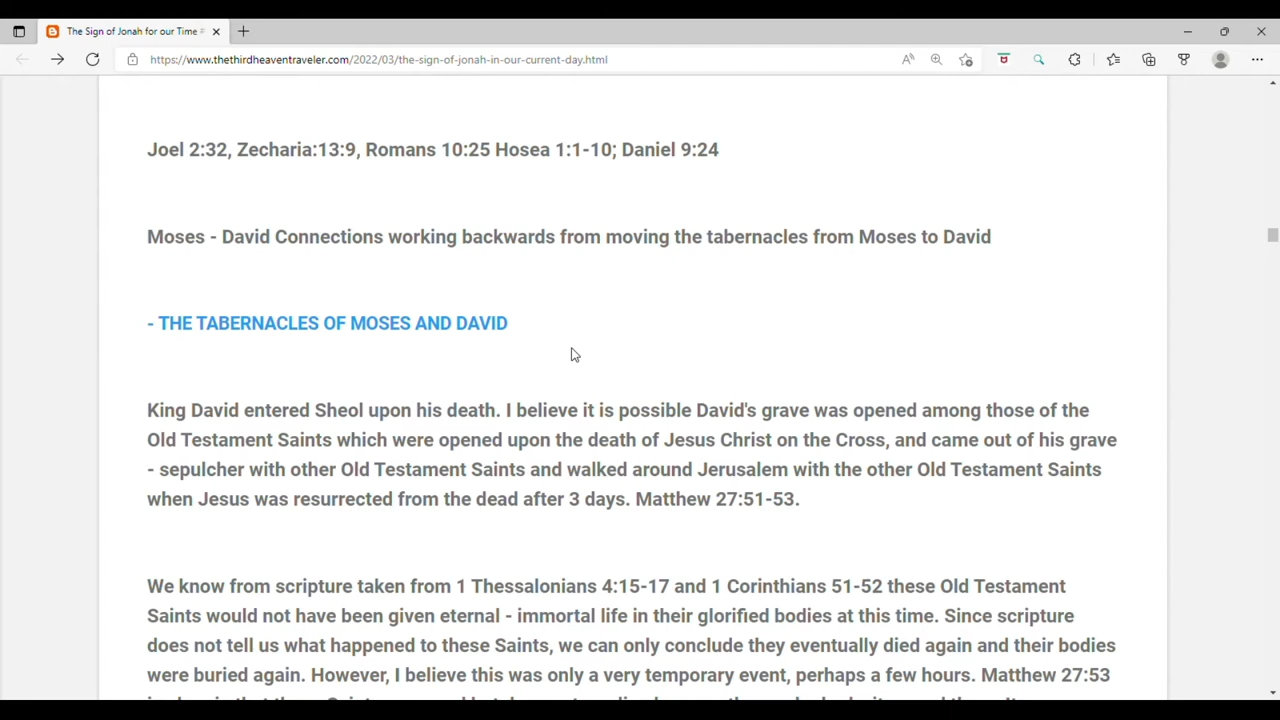 The Sign of Jonah for our Time
https://www.thethirdheaventraveler.com/2022/03/the-sign-of-jonah-in-our-current-day.html
Joel 2:32, Zecharia:13:9, Romans 10:25 Hosea 1:1-10; Daniel 9:24
Moses - David Connections working backwards from moving the tabernacles from Moses to David
- THE TABERNACLES OF MOSES AND DAVID
King David entered Sheol upon his death. I believe it is possible David's grave was opened among those of the
Old Testament Saints which were opened upon the death of Jesus Christ on the Cross, and came out of his grave
- sepulcher with other Old Testament Saints and walked around Jerusalem with the other Old Testament Saints
when Jesus was resurrected from the dead after 3 days. Matthew 27:51-53.
We know from scripture taken from 1 Thessalonians 4:15-17 and 1 Corinthians 51-52 these Old Testament
Saints would not have been given eternal - immortal life in their glorified bodies at this time. Since scripture
does not tell us what happened to these Saints, we can only conclude they eventually died again and their bodies
were buried again. However, I believe this was only a very temporary event, perhaps a few hours. Matthew 27:53